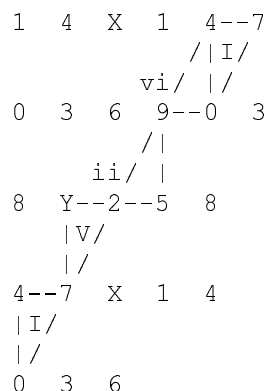 1  4  X  1  4--7
/|I/
vi/ |/
0  3  6  9--0  3
/|
ii/ |
8  Y--2--5  8
|V/
|/
4--7  X  1  4
|I/
|/
0  3  6